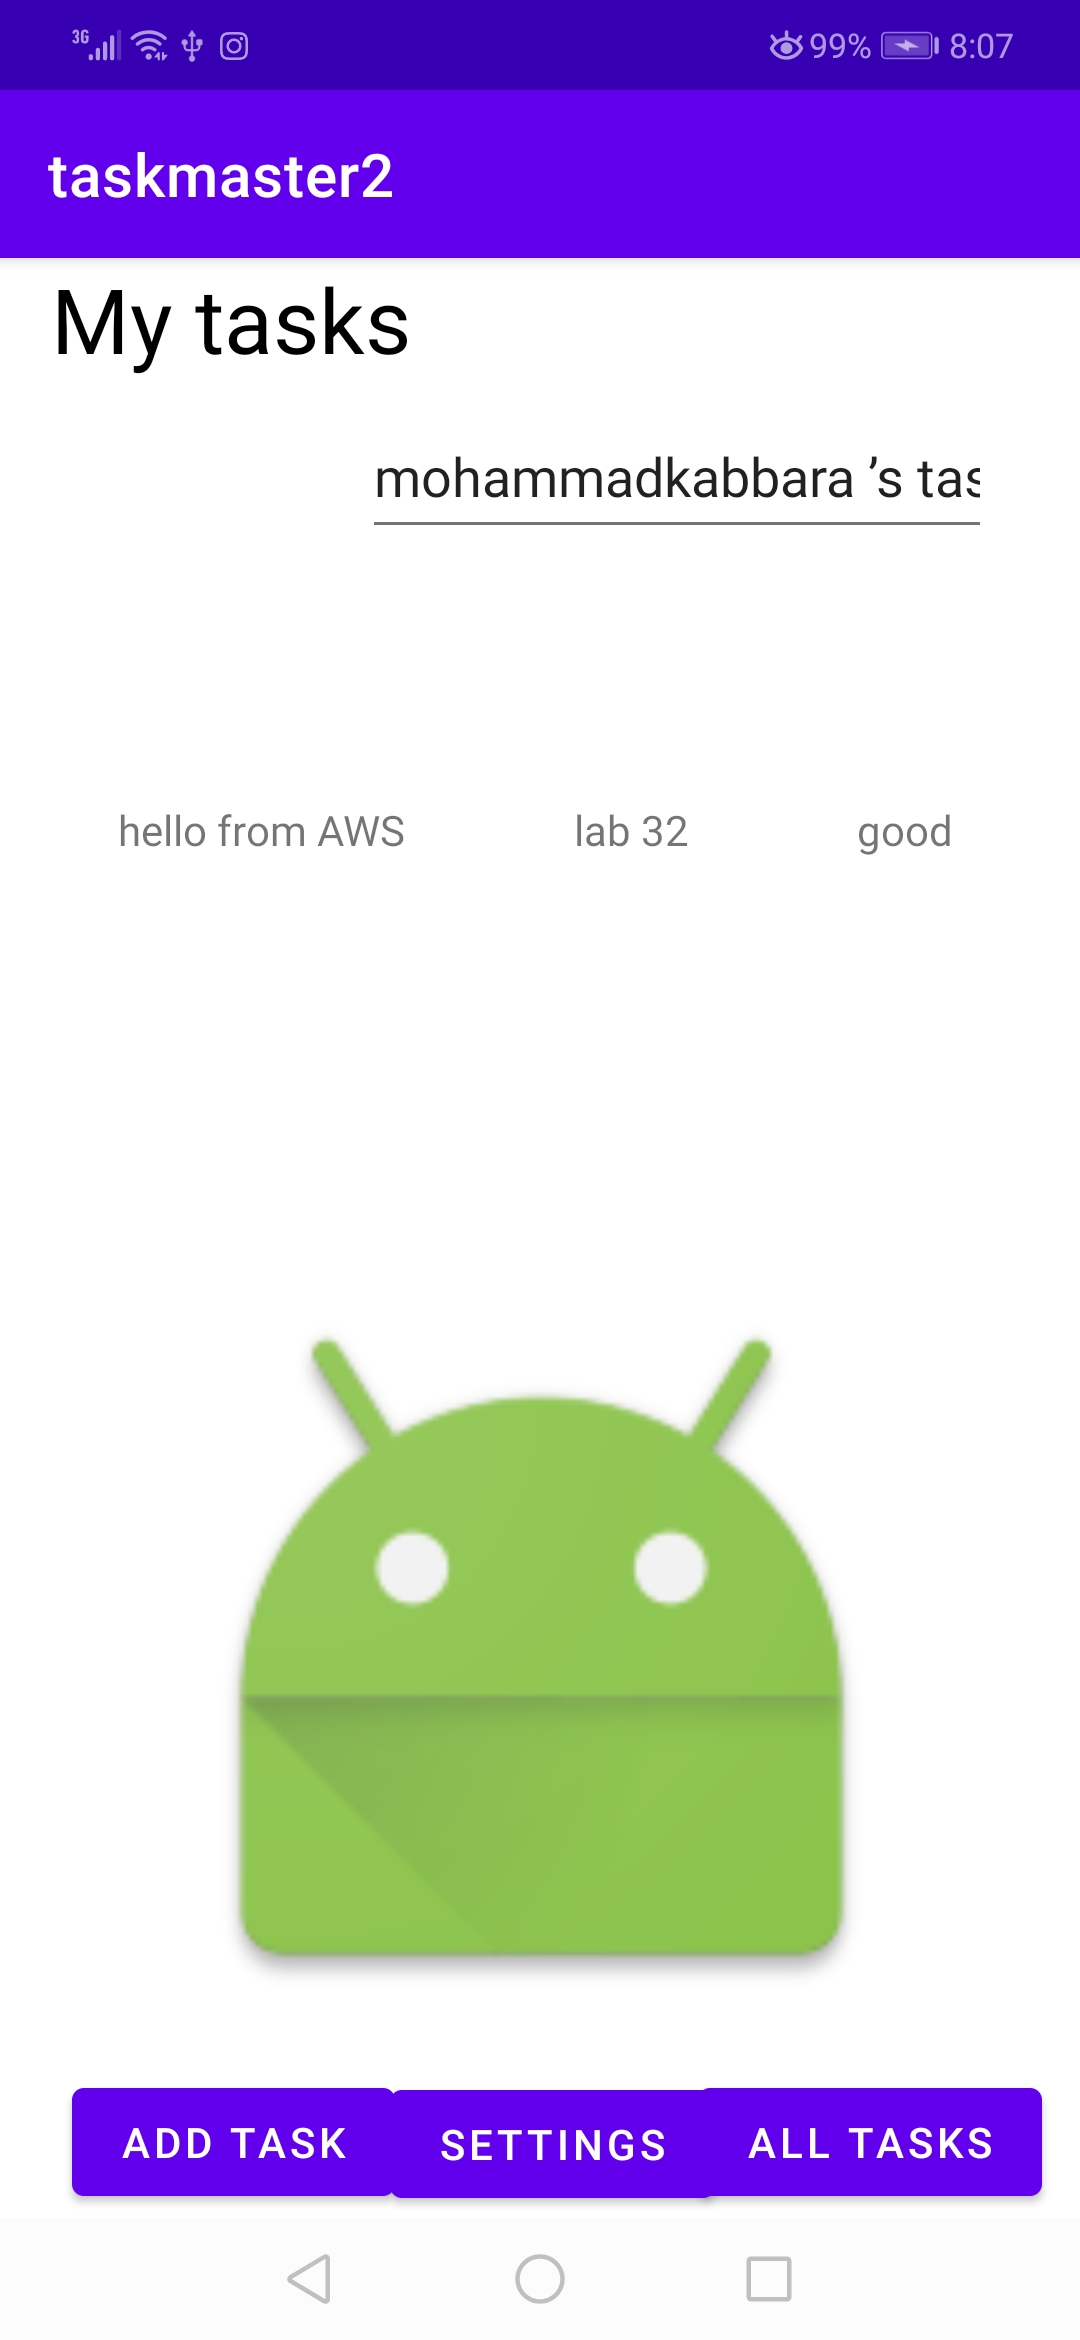 3G 99% 8:07
taskmaster2
My tasks
mohammadkabbara ’s tas
hello from AWS lab 32 good
ADD TASK SETTINGS ALL TASKS